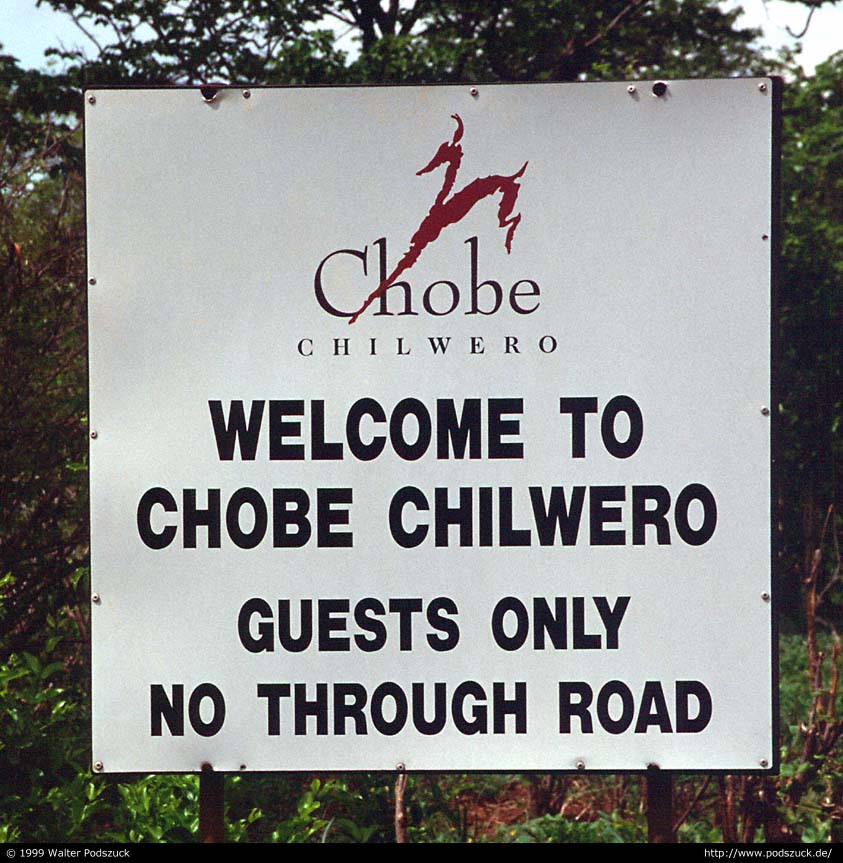 Chobe
CHILWERO
WELCOME TO
CHOBE CHILWERO
GUESTS ONLY
NO THROUGH ROAD
© 1999 Walter Podszuck http://www.podszuck.de/